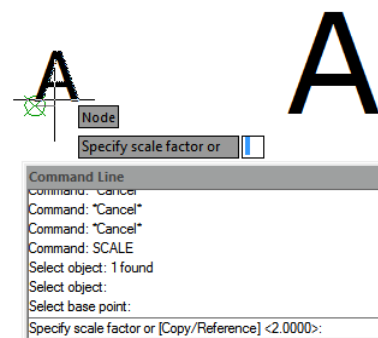 A
A
Node
Specify scale factor or
Command Line
Command: *Cancel*
Command: *Cancel*
Command: *Cancel*
Command: SCALE
Select object: 1 found
Select object:
Select base point:
Specify scale factor or [Copy/Reference] <2.0000>: